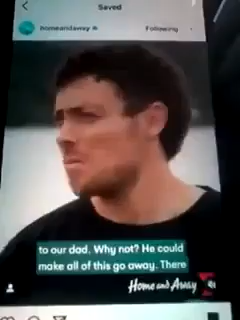 Saved
homeandaway
Following
to our dad. Why not? He could
make all of this go away. There
Home and Away